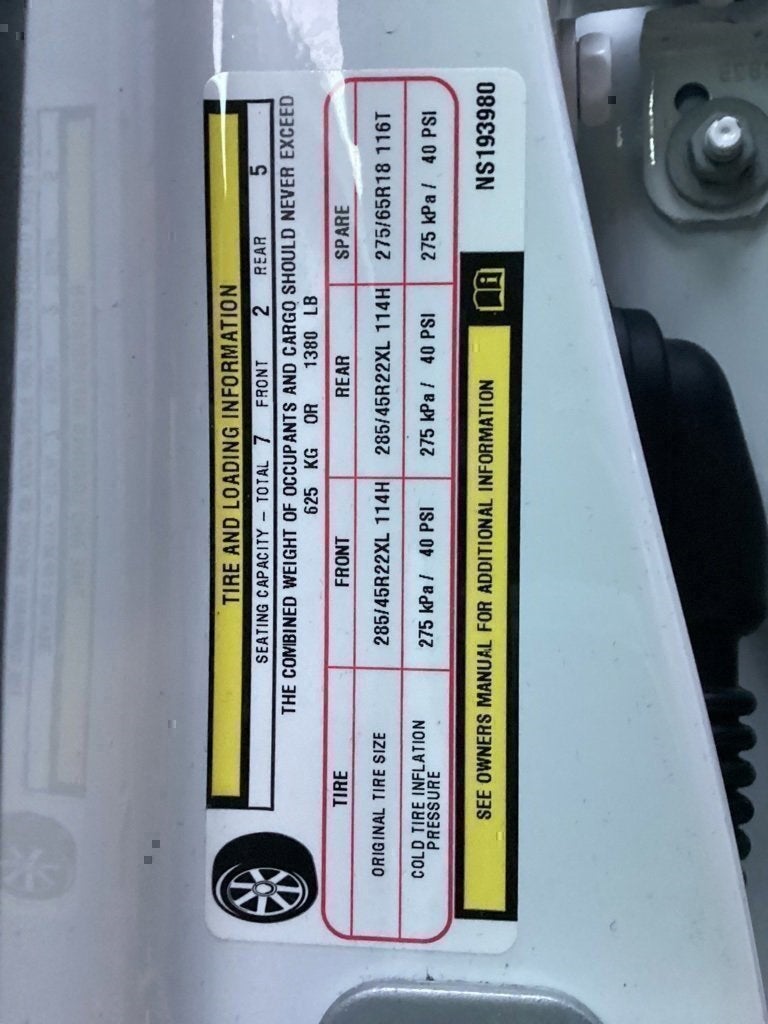 TIRE AND LOADING INFORMATION
SEATING CAPACITY - TOTAL 7 FRONT 2 REAR 5
THE COMBINED WEIGHT OF OCCUPANTS AND CARGO SHOULD NEVER EXCEED
625 KG OR 1380 LB
TIRE FRONT REAR SPARE
ORIGINAL TIRE SIZE 285/45R22XL 114H 285/45R22XL 114H 275/65R18 116T
COLD TIRE INFLATION PRESSURE 275 kPa / 40 PSI 275 kPa / 40 PSI 275 kPa / 40 PSI
SEE OWNERS MANUAL FOR ADDITIONAL INFORMATION
NS193980